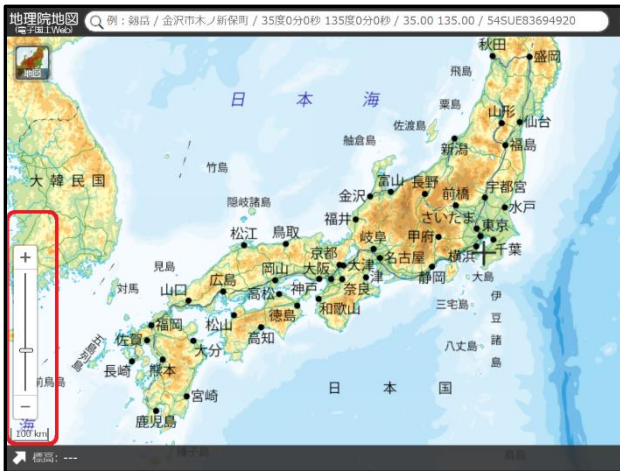 地理院地図
(電子国土Web)
例：剱岳 / 金沢市木ノ新保町 / 35度0分0秒 135度0分0秒 / 35.00 135.00 / 54SUE83694920
地図
秋田
盛岡
飛島
日本海
粟島
山形
仙台
佐渡島
舳倉島
新潟
福島
竹島
大韓民国
富山
長野
宇都宮
金沢
前橋
水戸
隠岐諸島
さいたま
福井
東京
松江
鳥取
岐阜
甲府
京都
大津
名古屋
横浜
千葉
見島
岡山
大阪
津
静岡
大島
対馬
広島
神戸
奈良
伊豆諸島
山口
高松
和歌山
三宅島
福岡
松山
徳島
佐賀
高知
八丈島
五島列島
大分
長崎
熊本
日本国
宮崎
鹿児島
海
100 km
標高: ---